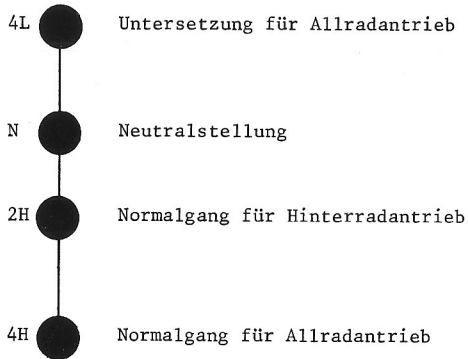 4L Untersetzung für Allradantrieb
N Neutralstellung
2H Normalgang für Hinterradantrieb
4H Normalgang für Allradantrieb